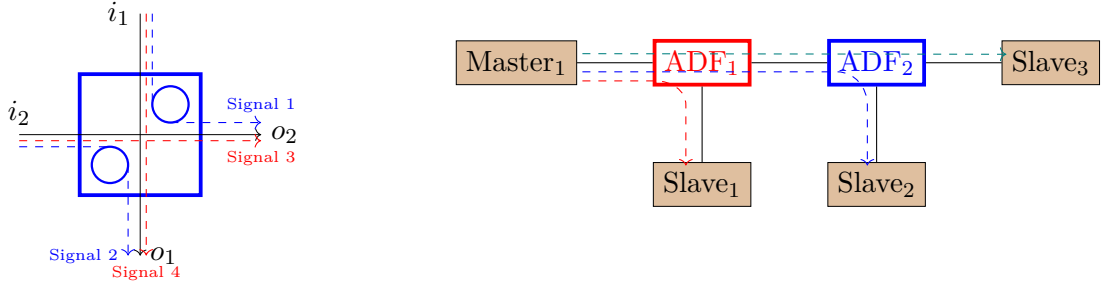 i₁
i₂
Signal 1
o₂
Signal 3
Signal 2
o₁
Signal 4
Master₁
ADF₁
ADF₂
Slave₃
Slave₁
Slave₂